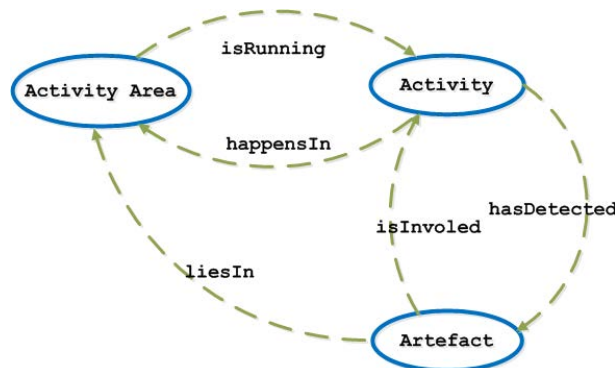 isRunning
Activity Area
Activity
happensIn
hasDetected
isInvoled
liesIn
Artefact